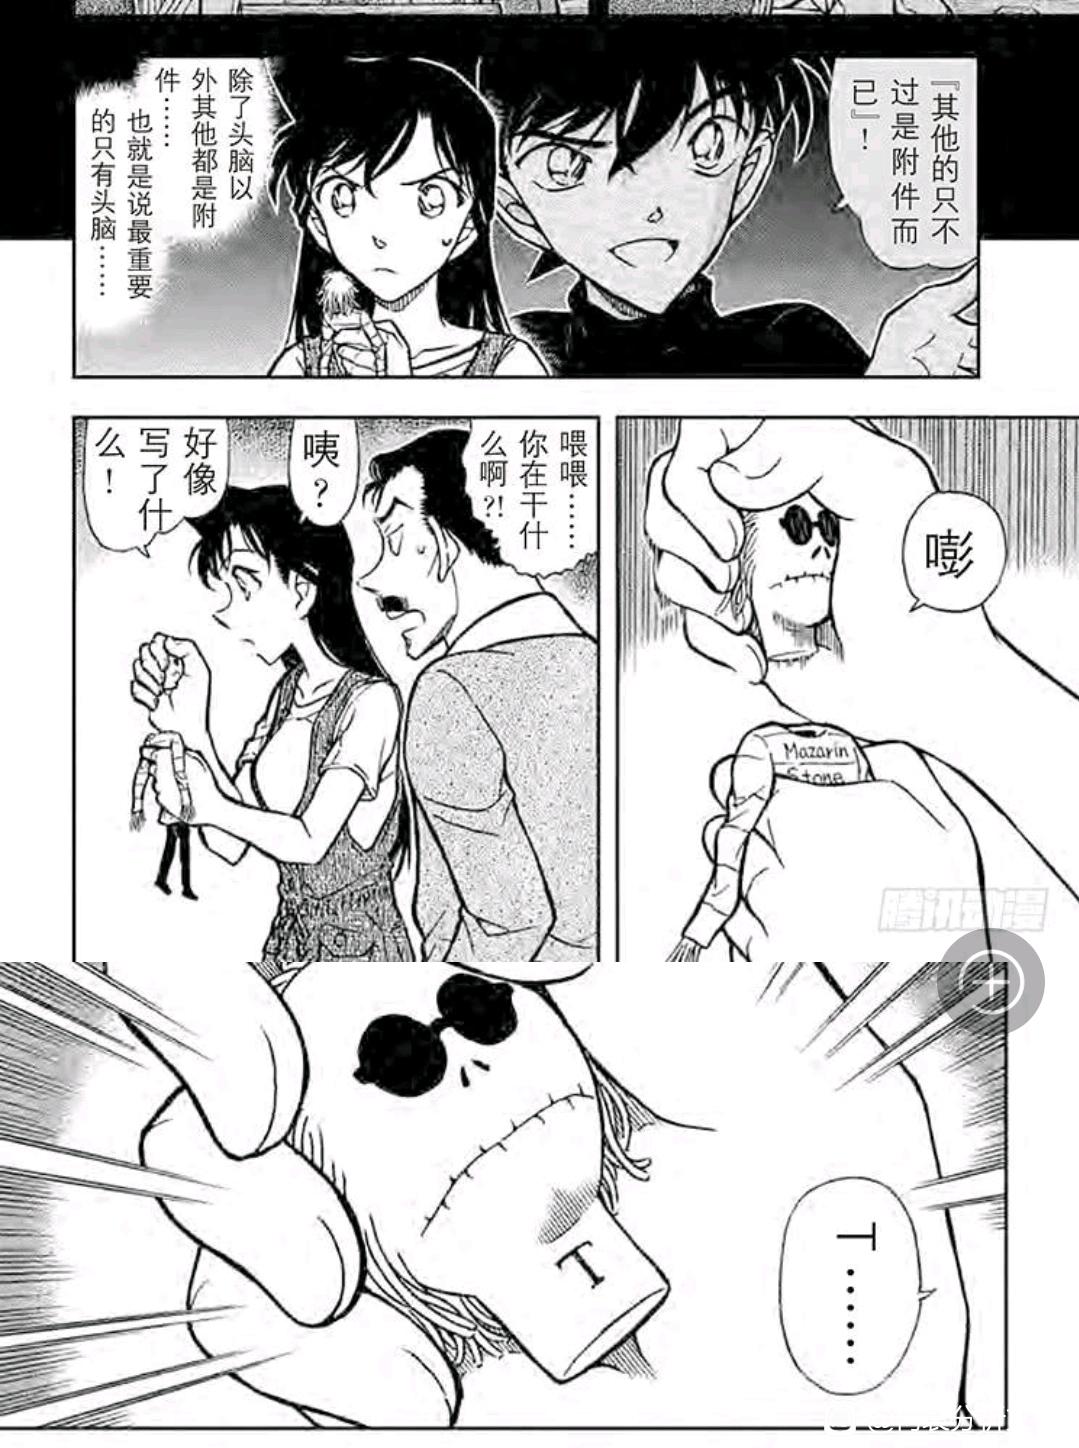 『其他的只不
过是附件而
已』！
除了头脑以
外其他都是附
件……
也就是说最重要
的只有头脑……
嘭
Mazarin
Stone
腾讯动漫
喂喂……
你在干什
么啊?!
咦？
好像
写了什
么！
T
T……